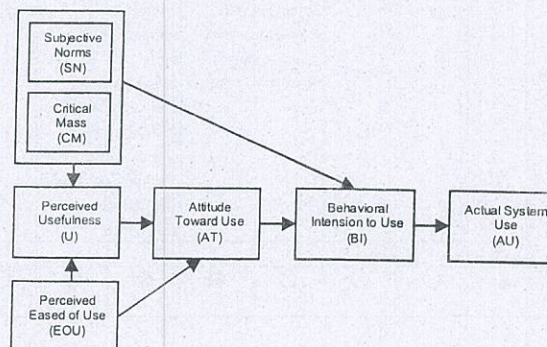 Subjective
Norms
(SN)
Critical
Mass
(CM)
Perceived
Usefulness
(U)
Attitude
Toward Use
(AT)
Behavioral
Intention to Use
(BI)
Actual System
Use
(AU)
Perceived
Eased of Use
(EOU)